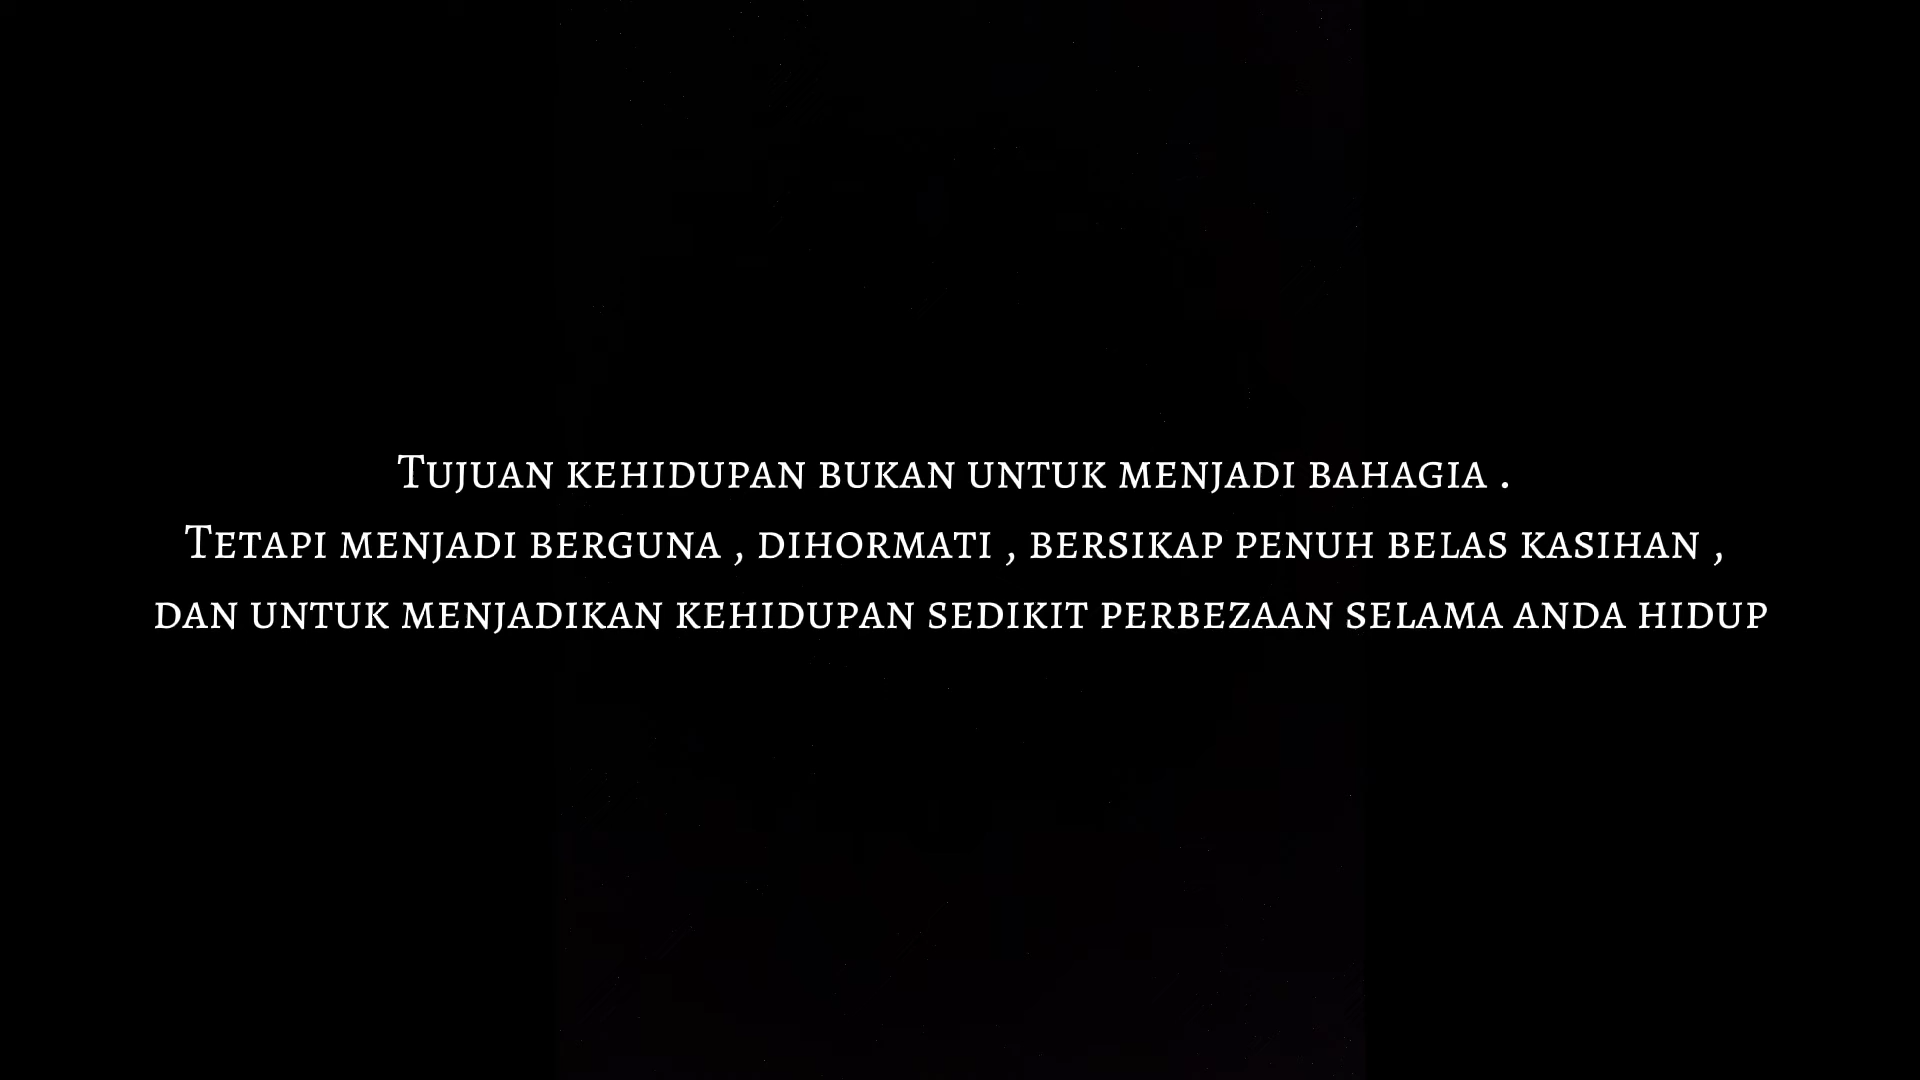 Tujuan kehidupan bukan untuk menjadi bahagia .
Tetapi menjadi berguna , dihormati , bersikap penuh belas kasihan ,
dan untuk menjadikan kehidupan sedikit perbezaan selama anda hidup